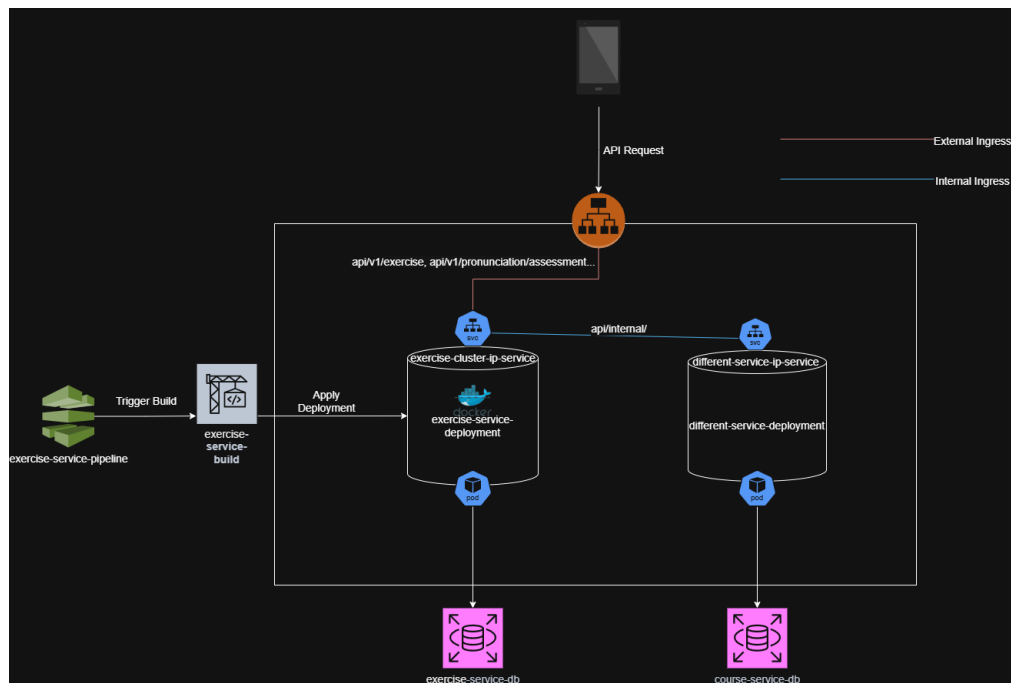 API Request
External Ingress
Internal Ingress
api/v1/exercise, api/v1/pronunciation/assessment...
svc
api/internal/
svc
exercise-cluster-ip-service
different-service-ip-service
Trigger Build
Apply
Deployment
docker
exercise-service-
deployment
different-service-deployment
exercise-service-pipeline
exercise-
service-
build
pod
pod
exercise-service-db
course-service-db